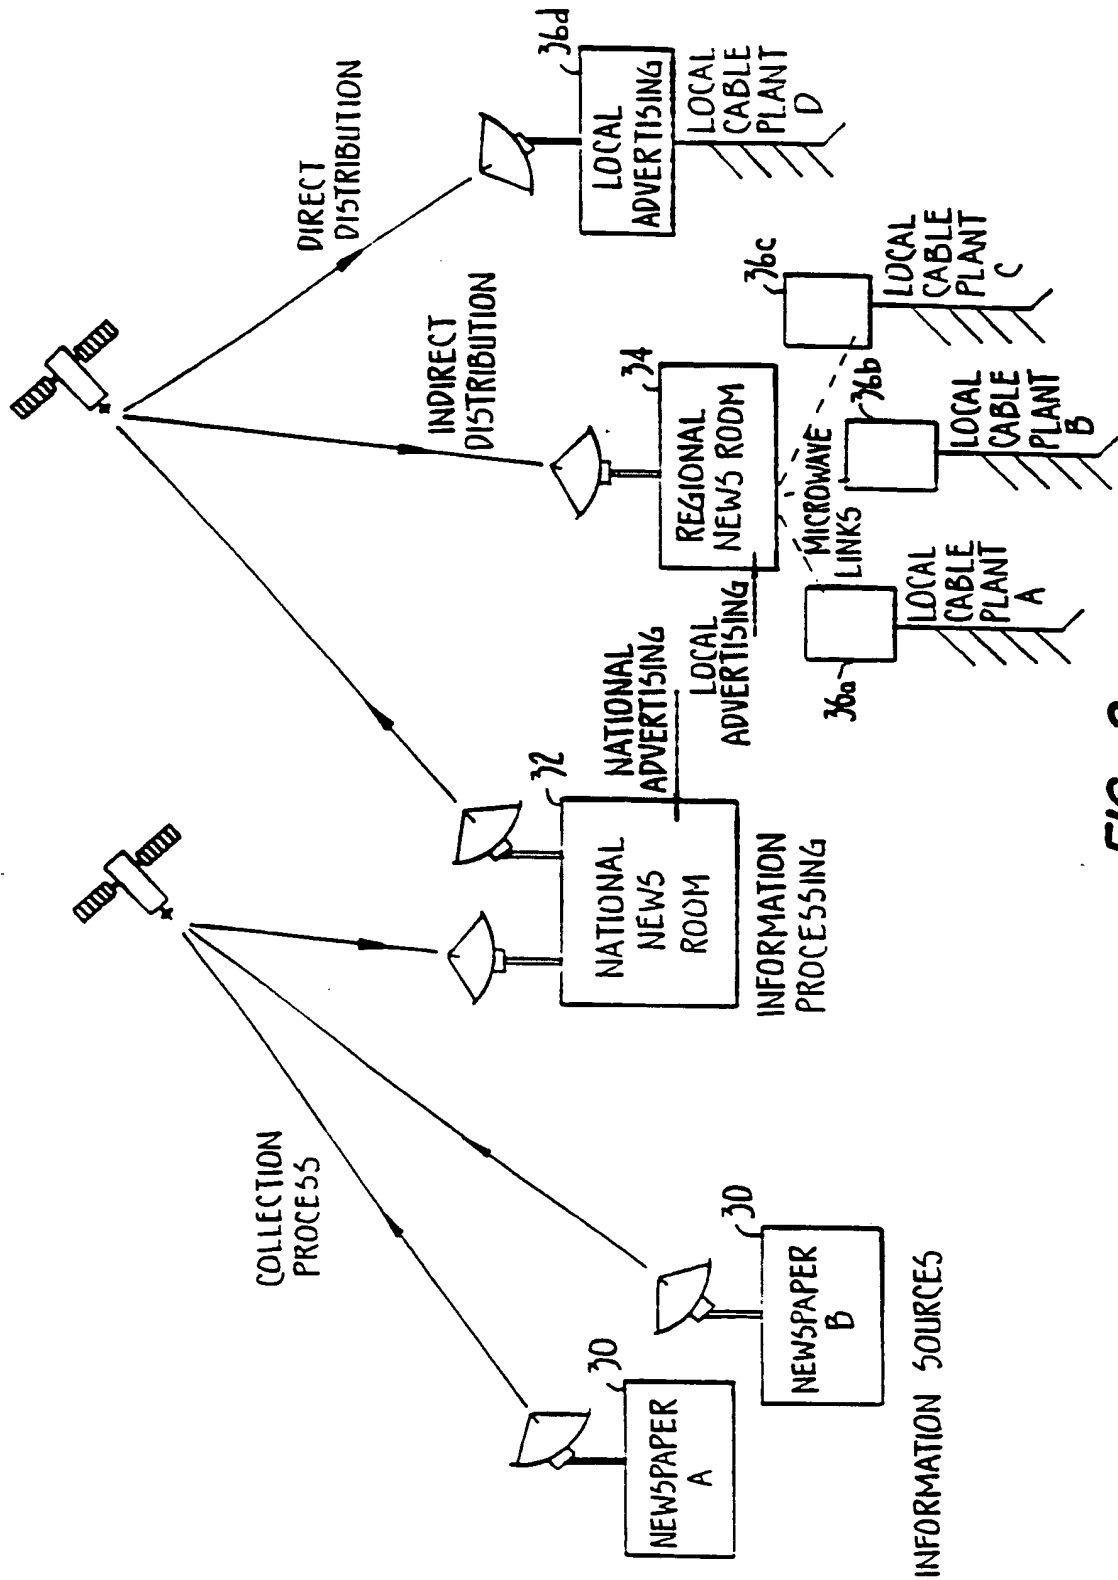 COLLECTION
PROCESS
DIRECT
DISTRIBUTION
INDIRECT
DISTRIBUTION
30
NEWSPAPER
A
30
NEWSPAPER
B
INFORMATION SOURCES
32
NATIONAL
NEWS
ROOM
NATIONAL
ADVERTISING
INFORMATION
PROCESSING
34
REGIONAL
NEWS ROOM
LOCAL
ADVERTISING
MICROWAVE
LINKS
36a
LOCAL
CABLE
PLANT
A
36b
LOCAL
CABLE
PLANT
B
36c
LOCAL
CABLE
PLANT
C
36d
LOCAL
ADVERTISING
LOCAL
CABLE
PLANT
D